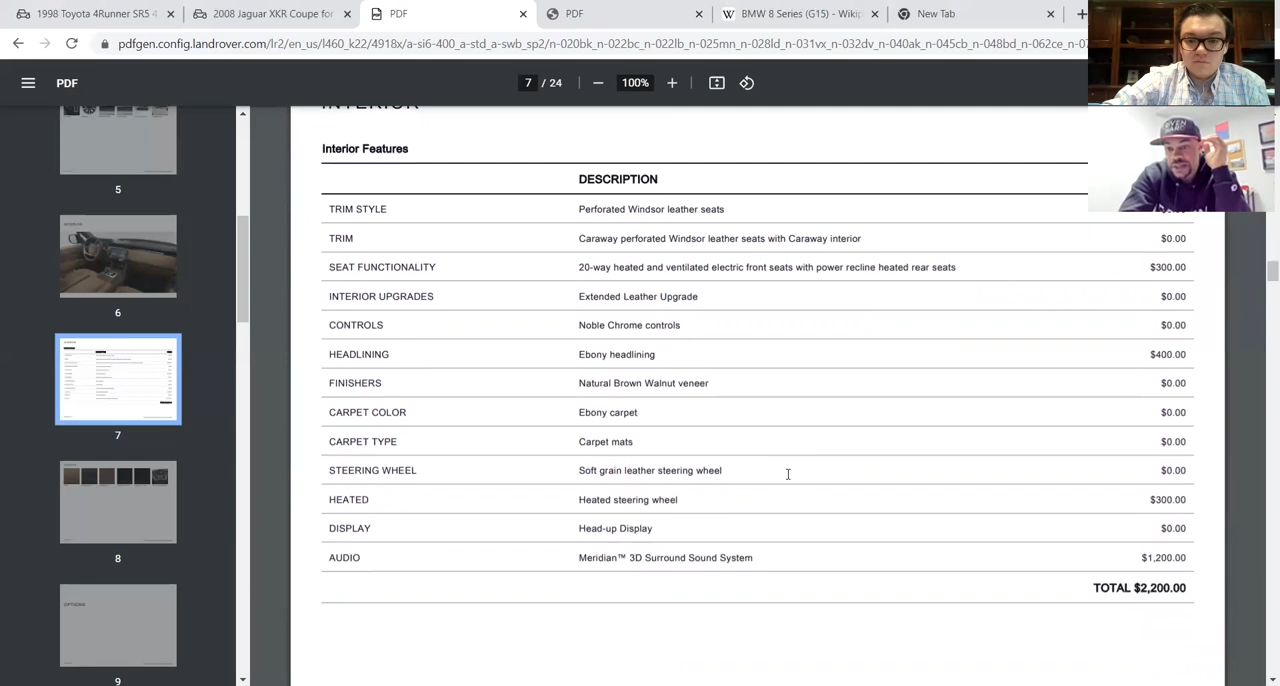 1998 Toyota 4Runner SR5 4
2008 Jaguar XKR Coupe for
PDF
PDF
BMW 8 Series (G15) - Wikip
New Tab
pdfgen.config.landrover.com/lr2/en_us/l460_k22/4918x/a-si6-400_a-std_a-swb_sp2/n-020bk_n-022bc_n-022lb_n-025mn_n-028ld_n-031vx_n-032dv_n-040ak_n-045cb_n-048bd_n-062ce_n-07
PDF
7 / 24
100%
5
6
7
8
OPTIONS
9
INTERIOR
Interior Features
DESCRIPTION
TRIM STYLE Perforated Windsor leather seats
TRIM Caraway perforated Windsor leather seats with Caraway interior $0.00
SEAT FUNCTIONALITY 20-way heated and ventilated electric front seats with power recline heated rear seats $300.00
INTERIOR UPGRADES Extended Leather Upgrade $0.00
CONTROLS Noble Chrome controls $0.00
HEADLINING Ebony headlining $400.00
FINISHERS Natural Brown Walnut veneer $0.00
CARPET COLOR Ebony carpet $0.00
CARPET TYPE Carpet mats $0.00
STEERING WHEEL Soft grain leather steering wheel $0.00
HEATED Heated steering wheel $300.00
DISPLAY Head-up Display $0.00
AUDIO Meridian™ 3D Surround Sound System $1,200.00
TOTAL $2,200.00